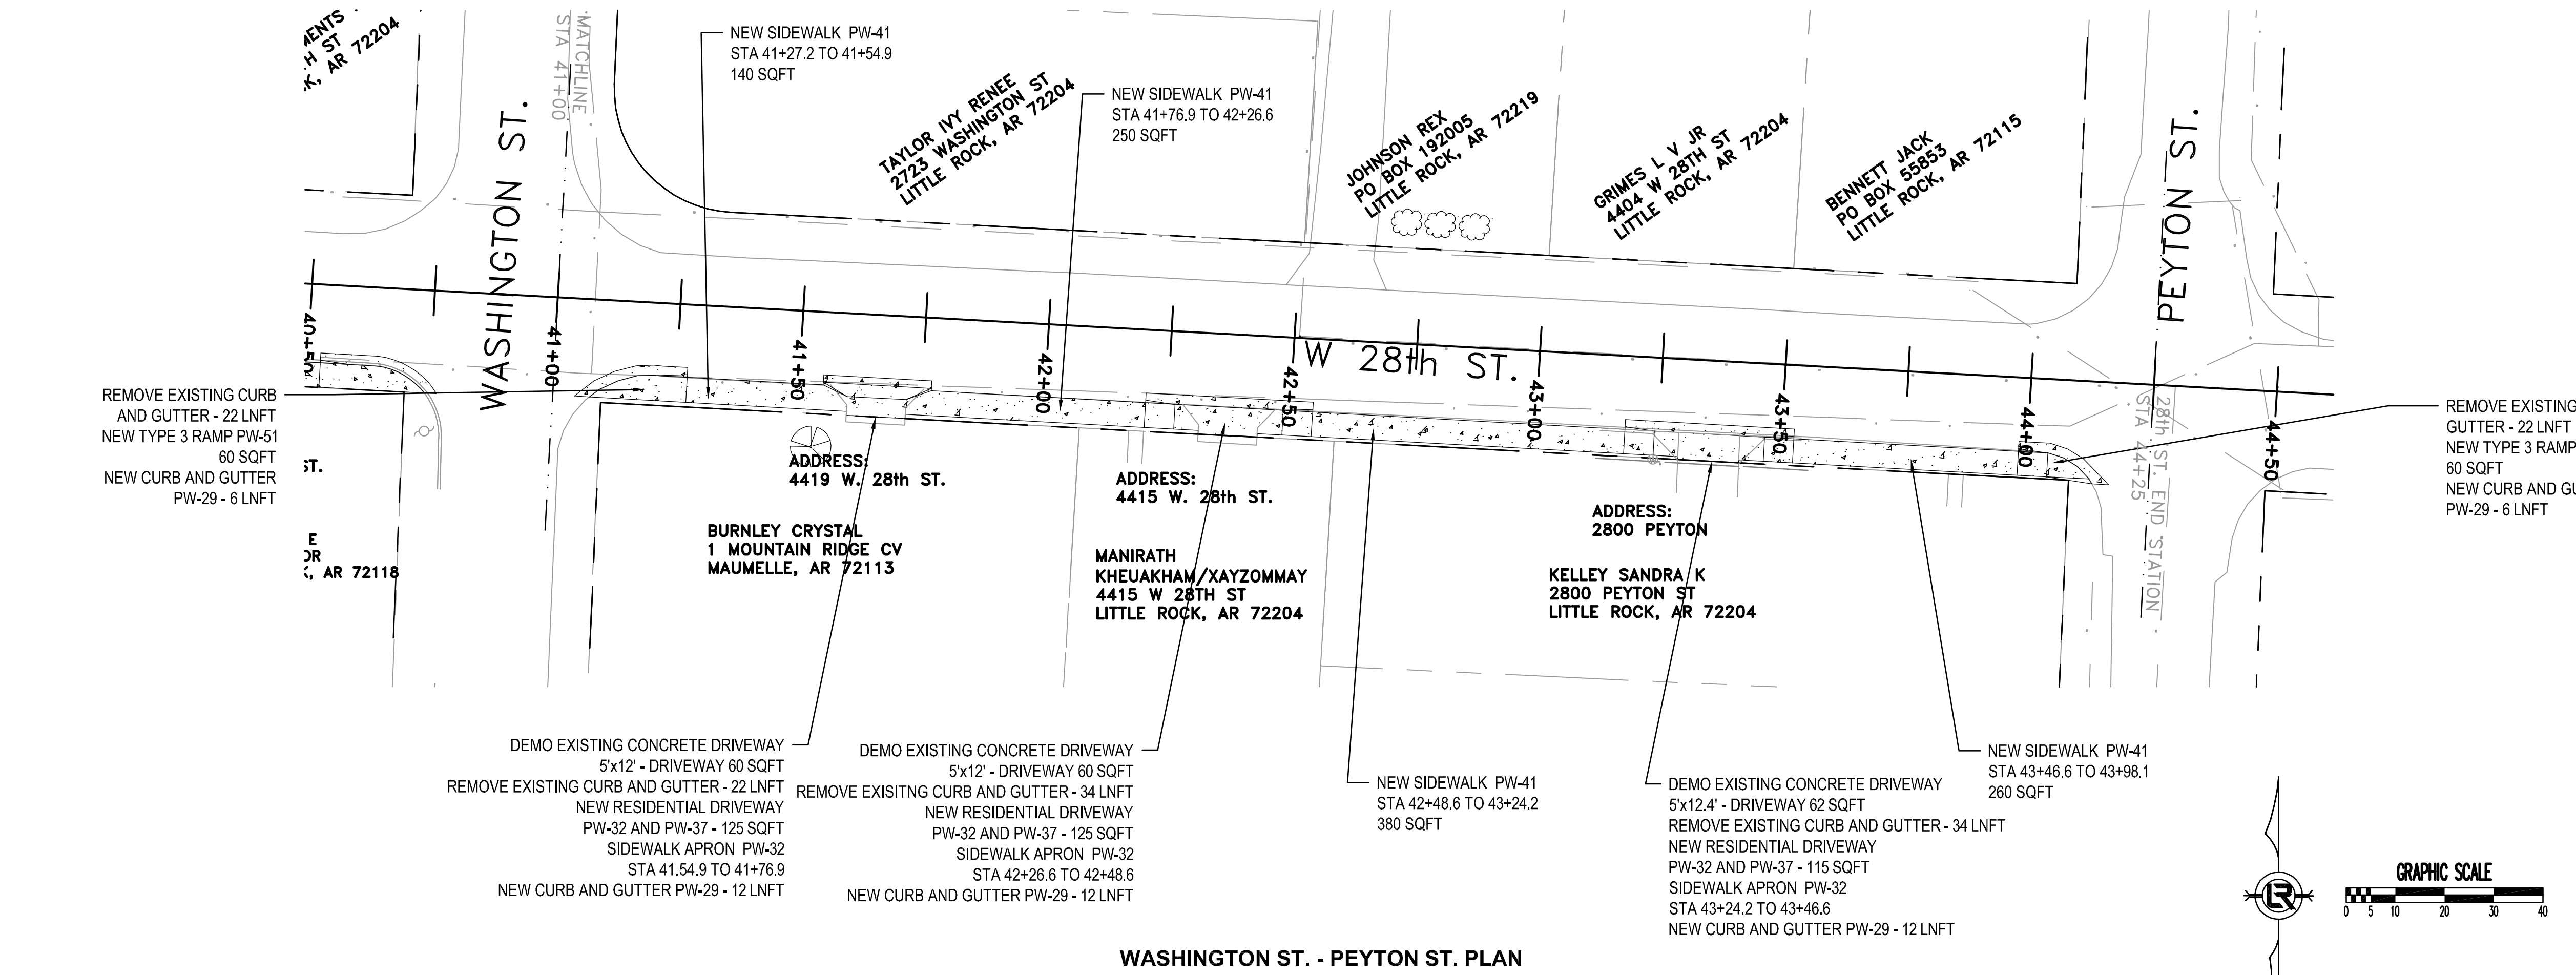 MENTS
H ST
K, AR 72204
MATCHLINE
STA 41+00
WASHINGTON ST.
NEW SIDEWALK PW-41
STA 41+27.2 TO 41+54.9
140 SQFT
TAYLOR IVY RENEE
2723 WASHINGTON ST
LITTLE ROCK, AR 72204
NEW SIDEWALK PW-41
STA 41+76.9 TO 42+26.6
250 SQFT
JOHNSON REX
PO BOX 192005
LITTLE ROCK, AR 72219
GRIMES L V JR
4404 W 28TH ST
LITTLE ROCK, AR 72204
BENNETT JACK
PO BOX 55853
LITTLE ROCK, AR 72115
PEYTON ST.
40+5
41+00
41+50
42+00
42+50
43+00
43+50
44+00
44+50
W 28th ST.
28th ST. END STATION
STA 44+25
REMOVE EXISTING CURB
AND GUTTER - 22 LNFT
NEW TYPE 3 RAMP PW-51
60 SQFT
NEW CURB AND GUTTER
PW-29 - 6 LNFT
ST.
E
OR
K, AR 72118
ADDRESS:
4419 W. 28th ST.
BURNLEY CRYSTAL
1 MOUNTAIN RIDGE CV
MAUMELLE, AR 72113
ADDRESS:
4415 W. 28th ST.
MANIRATH
KHEUAKHAM/XAYZOMMAY
4415 W 28TH ST
LITTLE ROCK, AR 72204
ADDRESS:
2800 PEYTON
KELLEY SANDRA K
2800 PEYTON ST
LITTLE ROCK, AR 72204
REMOVE EXISTING
GUTTER - 22 LNFT
NEW TYPE 3 RAMP
60 SQFT
NEW CURB AND GU
PW-29 - 6 LNFT
DEMO EXISTING CONCRETE DRIVEWAY
5'x12' - DRIVEWAY 60 SQFT
REMOVE EXISTING CURB AND GUTTER - 22 LNFT
NEW RESIDENTIAL DRIVEWAY
PW-32 AND PW-37 - 125 SQFT
SIDEWALK APRON PW-32
STA 41.54.9 TO 41+76.9
NEW CURB AND GUTTER PW-29 - 12 LNFT
DEMO EXISTING CONCRETE DRIVEWAY
5'x12' - DRIVEWAY 60 SQFT
REMOVE EXISITNG CURB AND GUTTER - 34 LNFT
NEW RESIDENTIAL DRIVEWAY
PW-32 AND PW-37 - 125 SQFT
SIDEWALK APRON PW-32
STA 42+26.6 TO 42+48.6
NEW CURB AND GUTTER PW-29 - 12 LNFT
NEW SIDEWALK PW-41
STA 42+48.6 TO 43+24.2
380 SQFT
DEMO EXISTING CONCRETE DRIVEWAY
5'x12.4' - DRIVEWAY 62 SQFT
REMOVE EXISTING CURB AND GUTTER - 34 LNFT
NEW RESIDENTIAL DRIVEWAY
PW-32 AND PW-37 - 115 SQFT
SIDEWALK APRON PW-32
STA 43+24.2 TO 43+46.6
NEW CURB AND GUTTER PW-29 - 12 LNFT
NEW SIDEWALK PW-41
STA 43+46.6 TO 43+98.1
260 SQFT
LR
GRAPHIC SCALE
0 5 10 20 30 40
WASHINGTON ST. - PEYTON ST. PLAN